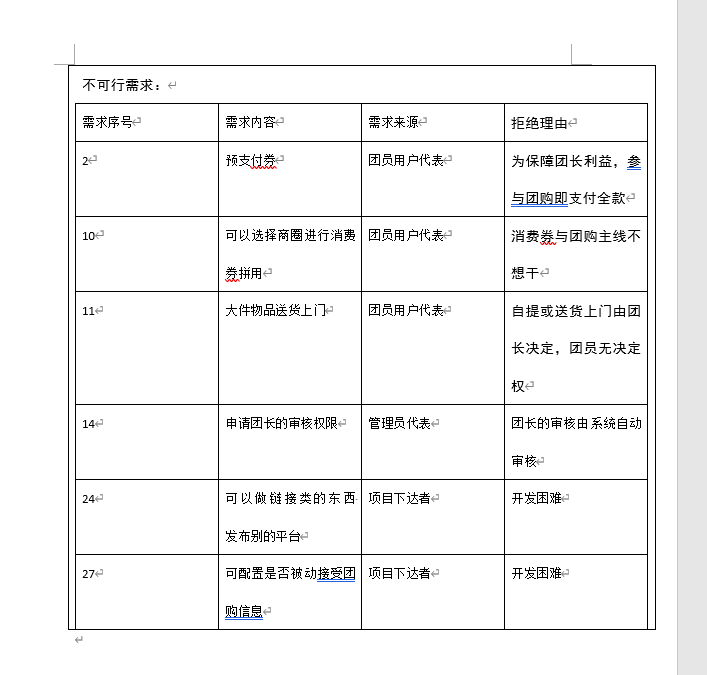 不可行需求：
需求序号 需求内容 需求来源 拒绝理由
2 预支付券 团员用户代表 为保障团长利益，参
与团购即支付全款
10 可以选择商圈进行消费 团员用户代表 消费券与团购主线不
券拼用 想干
11 大件物品送货上门 团员用户代表 自提或送货上门由团
长决定，团员无决定
权
14 申请团长的审核权限 管理员代表 团长的审核由系统自动
审核
24 可以做链接类的东西 项目下达者 开发困难
发布别的平台
27 可配置是否被动接受团 项目下达者 开发困难
购信息